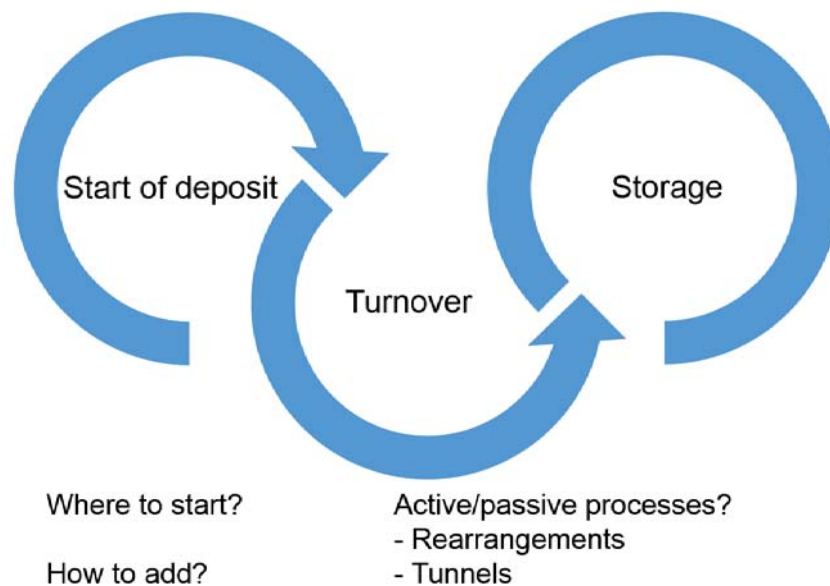 Start of deposit
Storage
Turnover
Where to start?
How to add?
Active/passive processes?
- Rearrangements
- Tunnels